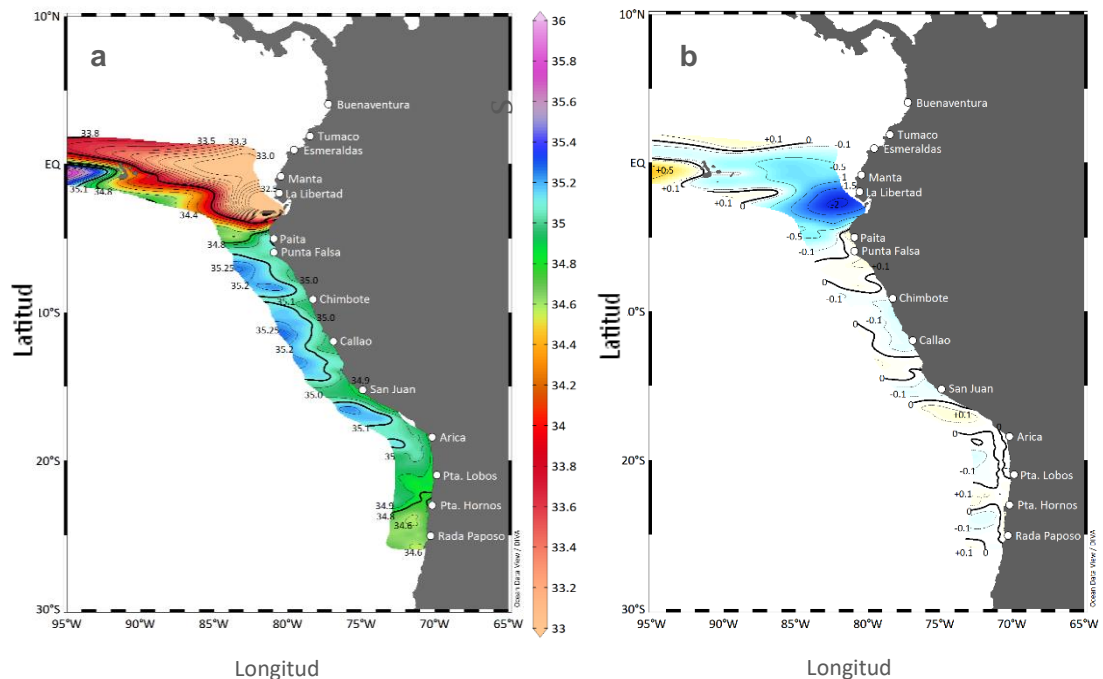 a
10°N
EQ
10°S
20°S
30°S
Latitud
95°W
90°W
85°W
80°W
75°W
70°W
65°W
Longitud
Buenaventura
Tumaco
Esmeraldas
Manta
La Libertad
Paita
Punta Falsa
Chimbote
Callao
San Juan
Arica
Pta. Lobos
Pta. Hornos
Rada Paposo
33.8
33.5
33.3
33.0
35.1
34.8
34.4
34.8
35.25
35.2
35.0
35.1
35.0
35.25
35.2
34.9
35.0
35.1
35
34.9
34.8
34.6
34.6
Ocean Data View / DIVA
S
36
35.8
35.6
35.4
35.2
35
34.8
34.6
34.4
34.2
34
33.8
33.6
33.4
33.2
33
b
10°N
EQ
10°S
20°S
30°S
Latitud
95°W
90°W
85°W
80°W
75°W
70°W
65°W
Longitud
Buenaventura
Tumaco
Esmeraldas
Manta
La Libertad
Paita
Punta Falsa
Chimbote
Callao
San Juan
Arica
Pta. Lobos
Pta. Hornos
Rada Paposo
+0.1
0
-0.1
-0.5
+0.5
+0.1
+0.1
0
-2
-0.5
-0.1
+0.1
+0.1
0
-0.1
-0.1
0
0
-0.1
0
+0.1
0
0
-0.1
+0.1
0
-0.1
+0.1
0
Ocean Data View / DIVA